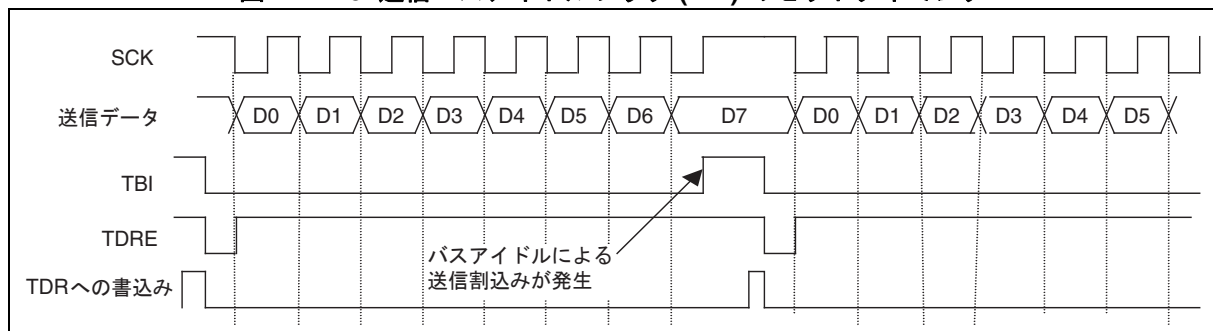 SCK
送信データ D0 D1 D2 D3 D4 D5 D6 D7 D0 D1 D2 D3 D4 D5
TBI
TDRE
バスアイドルによる
送信割込みが発生
TDRへの書込み